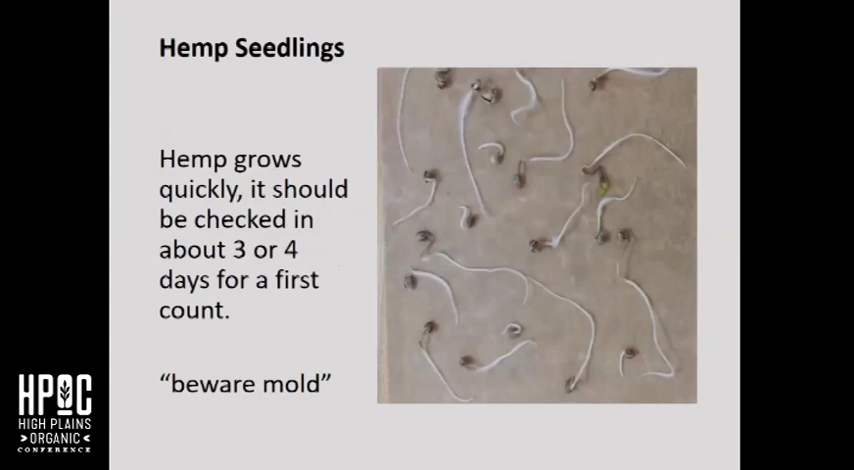 Hemp Seedlings
Hemp grows
quickly, it should
be checked in
about 3 or 4
days for a first
count.
“beware mold”
HPOC
HIGH PLAINS
>ORGANIC<
CONFERENCE